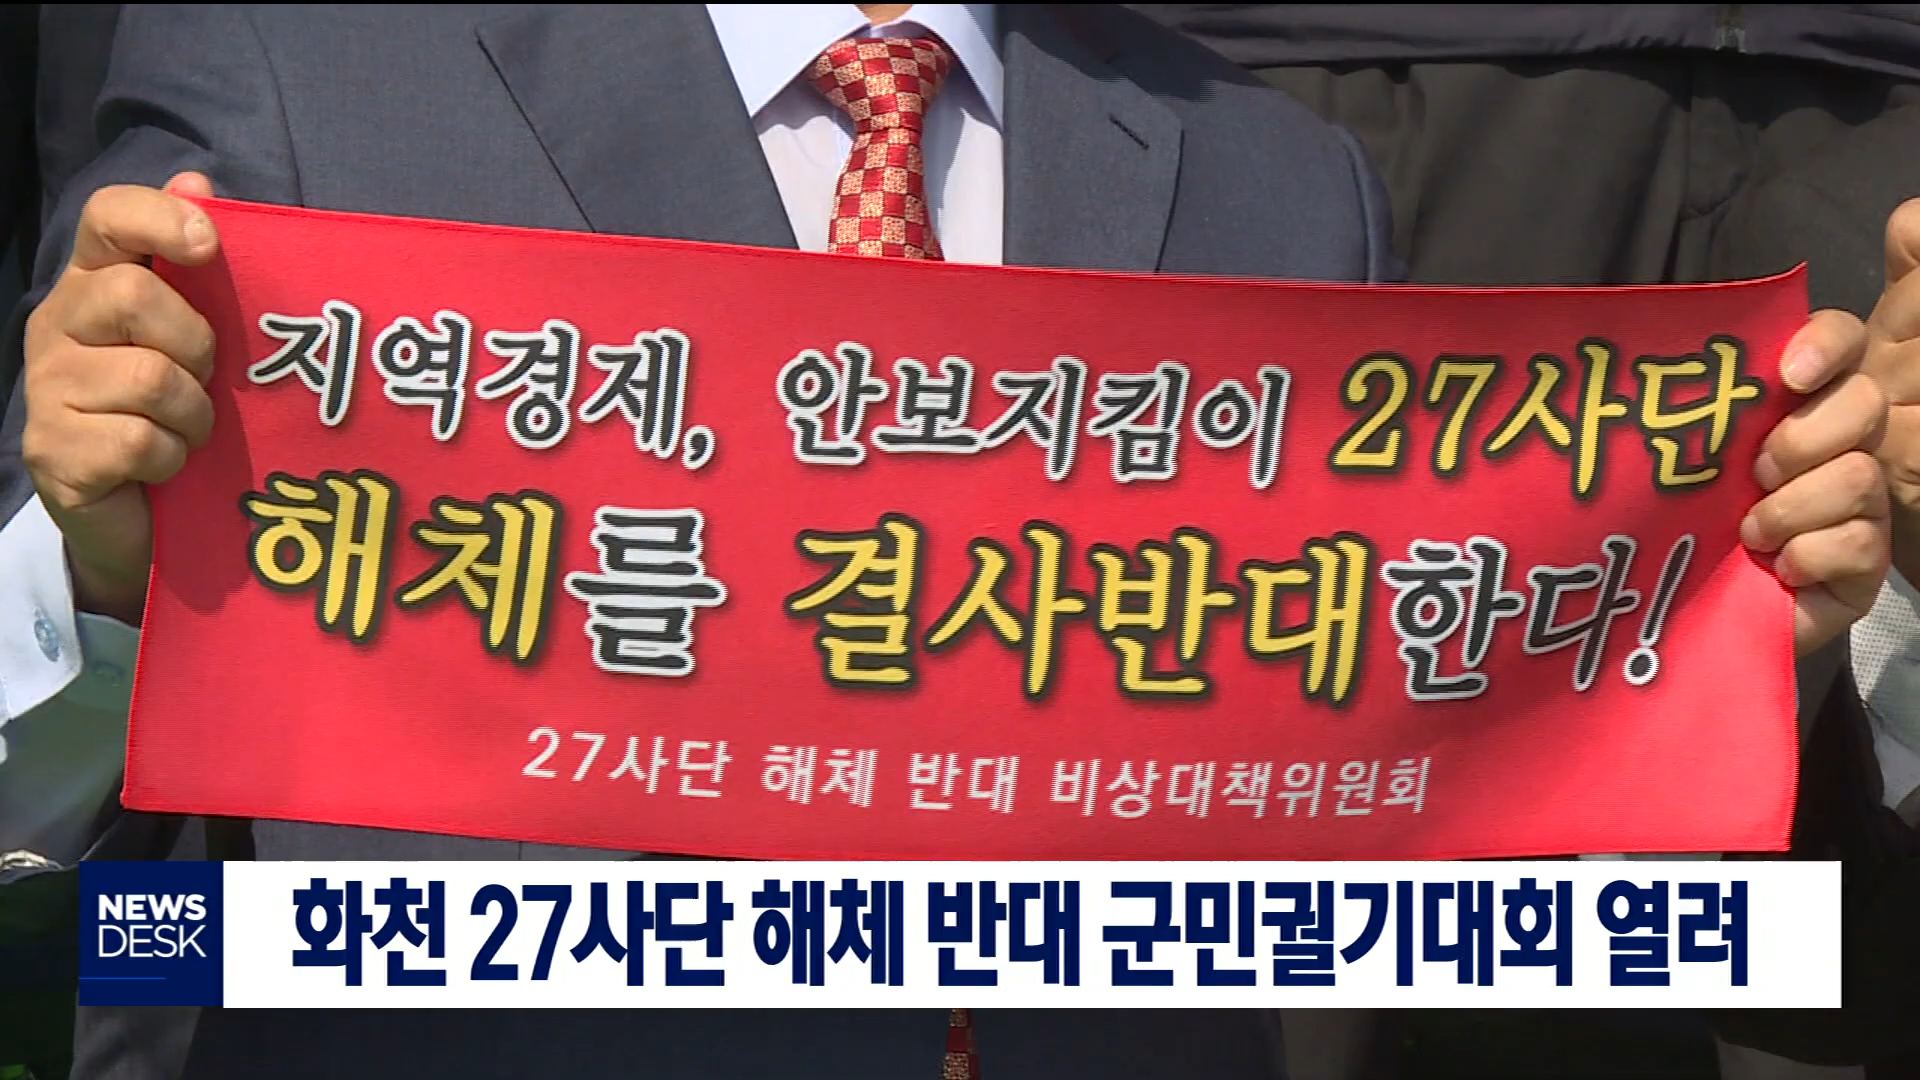 지역경제, 안보지킴이 27사단
해체를 결사반대한다!
27사단 해체 반대 비상대책위원회
NEWS
DESK
화천 27사단 해체 반대 군민궐기대회 열려